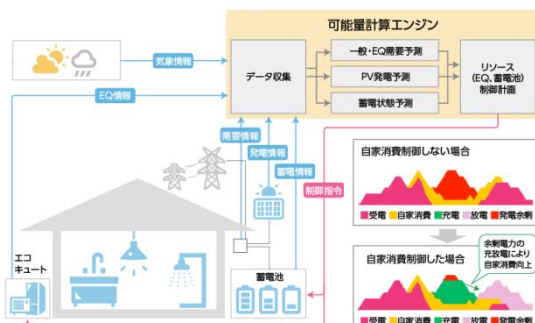 可能量計算エンジン
気象情報
EQ情報
データ収集
一般・EQ需要予測
PV発電予測
蓄電状態予測
リソース
(EQ、蓄電池)
制御計画
需要情報
発電情報
蓄電情報
制御指令
エコ
キュート
蓄電池
自家消費制御しない場合
受電 自家消費 充電 放電 発電余剰
自家消費制御した場合
余剰電力の
充放電により
自家消費向上
受電 自家消費 充電 放電 発電余剰